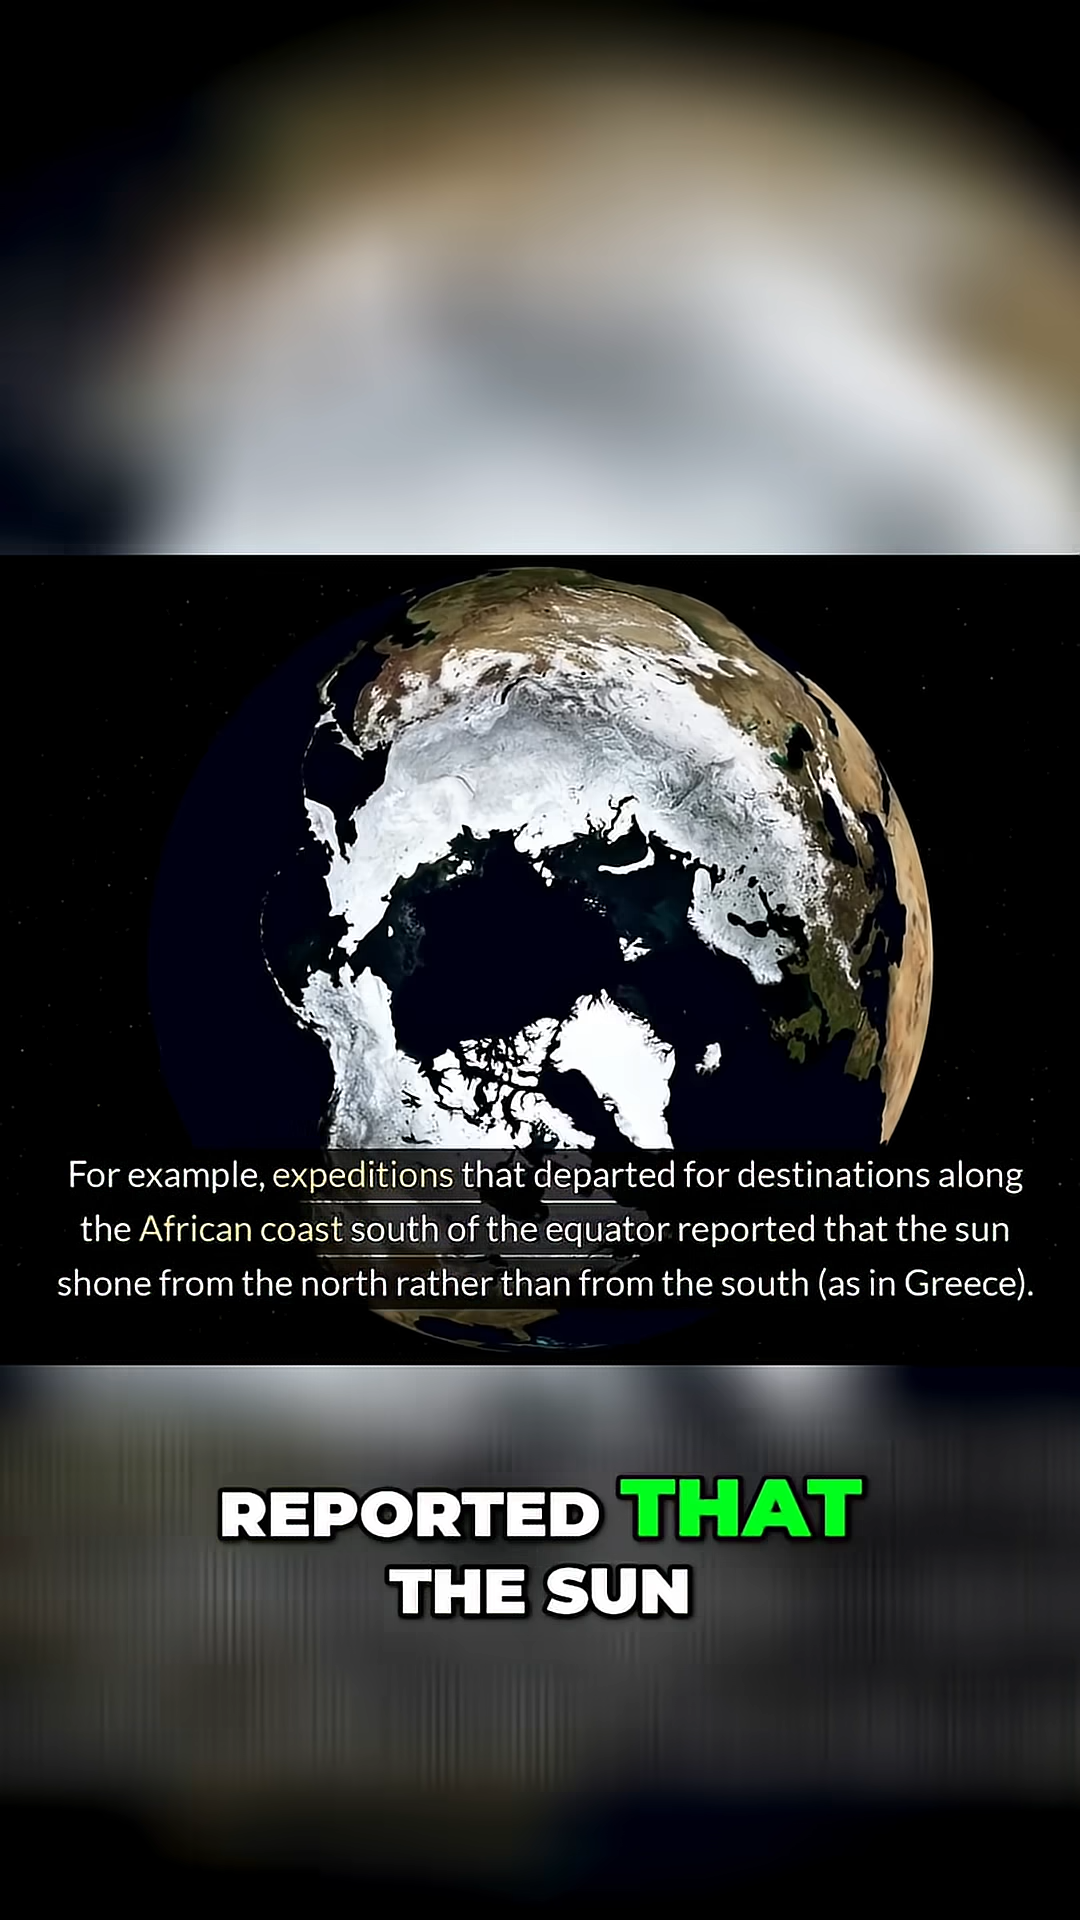 For example, expeditions that departed for destinations along
the African coast south of the equator reported that the sun
shone from the north rather than from the south (as in Greece).
REPORTED THAT
THE SUN